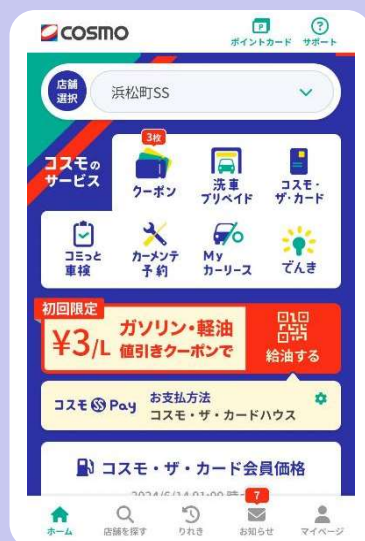 COSMO
ポイントカード
サポート
店舗
選択
浜松町SS
コスモの
サービス
3枚
クーポン
洗車
プリペイド
コスモ・
ザ・カード
コミっと
車検
カーメンテ
予約
My
カーリース
でんき
初回限定
¥3/L
ガソリン・軽油
値引きクーポンで
給油する
コスモ Pay
お支払方法
コスモ・ザ・カードハウス
コスモ・ザ・カード会員価格
2024/6/14 01:00 時
7
ホーム
店舗を探す
りれき
お知らせ
マイページ